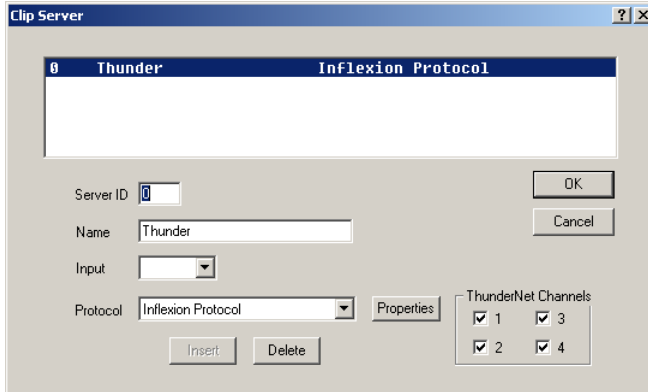 Clip Server
0 Thunder Inflexion Protocol
Server ID 0
OK
Name Thunder
Cancel
Input
Protocol Inflexion Protocol Properties
ThunderNet Channels
1 3
2 4
Insert Delete